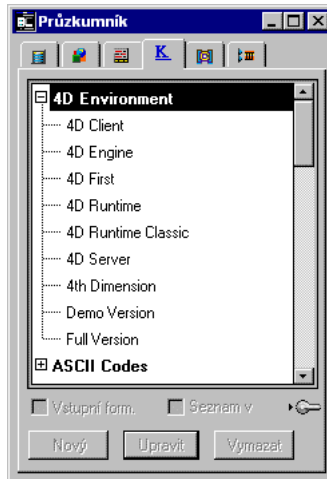 Průzkumník
K
4D Environment
4D Client
4D Engine
4D First
4D Runtime
4D Runtime Classic
4D Server
4th Dimension
Demo Version
Full Version
ASCII Codes
Vstupní form. Seznam v
Nový Upravit Vymazat